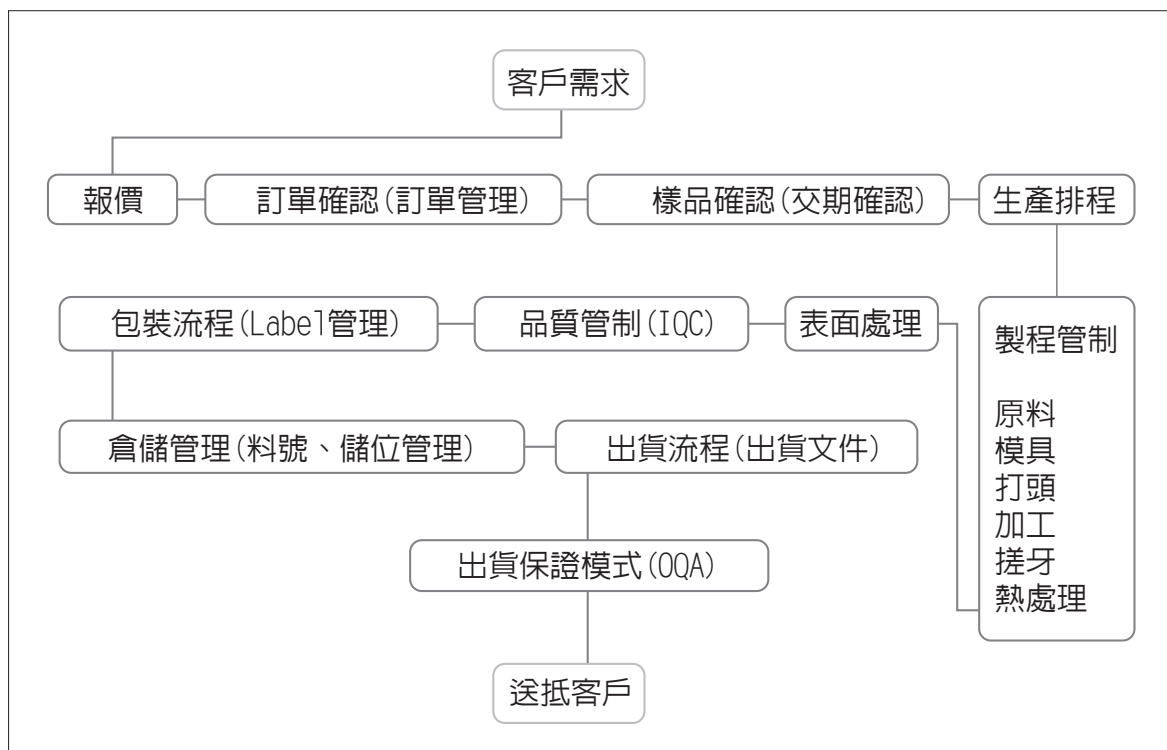 客戶需求
報價
訂單確認(訂單管理)
樣品確認(交期確認)
生產排程
製程管制
原料
模具
打頭
加工
搓牙
熱處理
表面處理
品質管制(IQC)
包裝流程(Label管理)
倉儲管理(料號、儲位管理)
出貨流程(出貨文件)
出貨保證模式(OQA)
送抵客戶